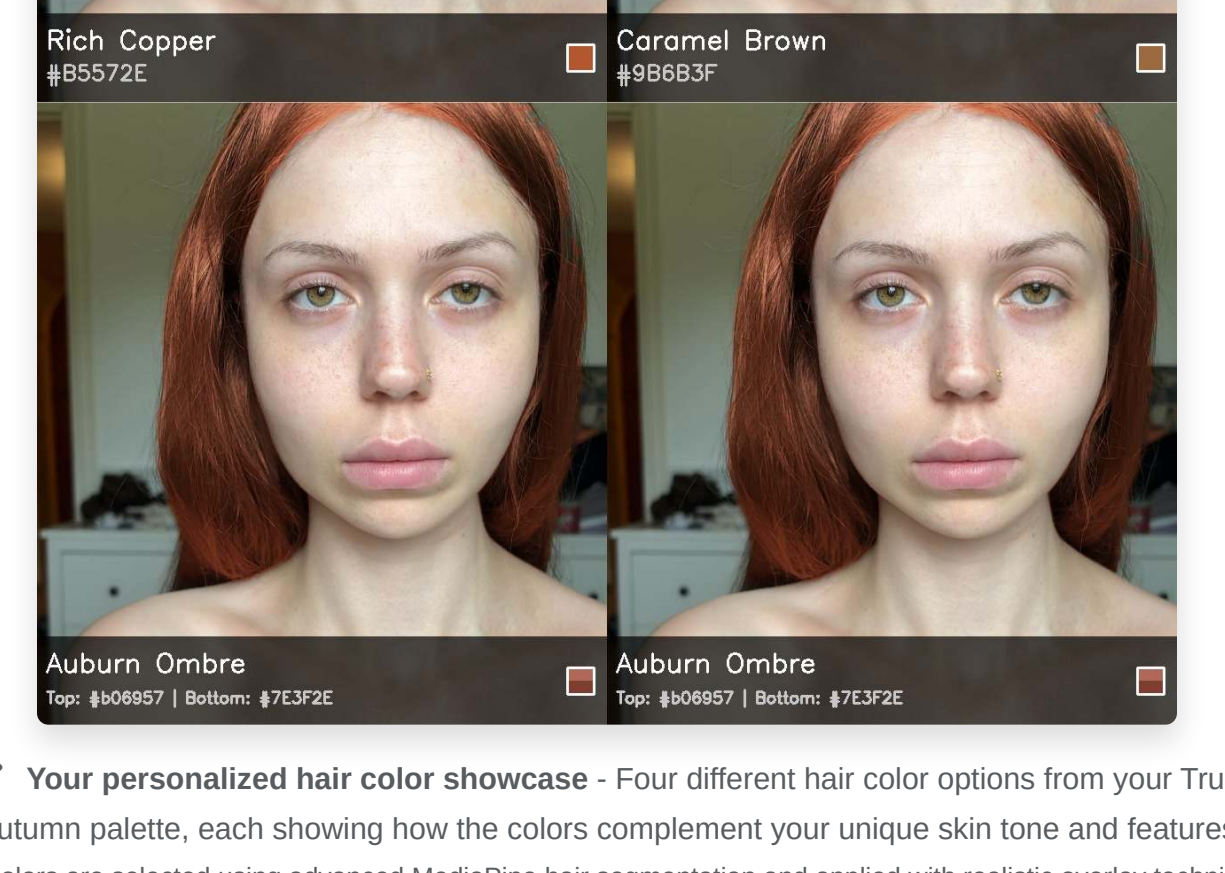 Rich Copper
#B5572E
Caramel Brown
#9B6B3F
Auburn Ombre
Top: #b06957 | Bottom: #7E3F2E
Auburn Ombre
Top: #b06957 | Bottom: #7E3F2E
Your personalized hair color showcase - Four different hair color options from your Tru
utumn palette, each showing how the colors complement your unique skin tone and features